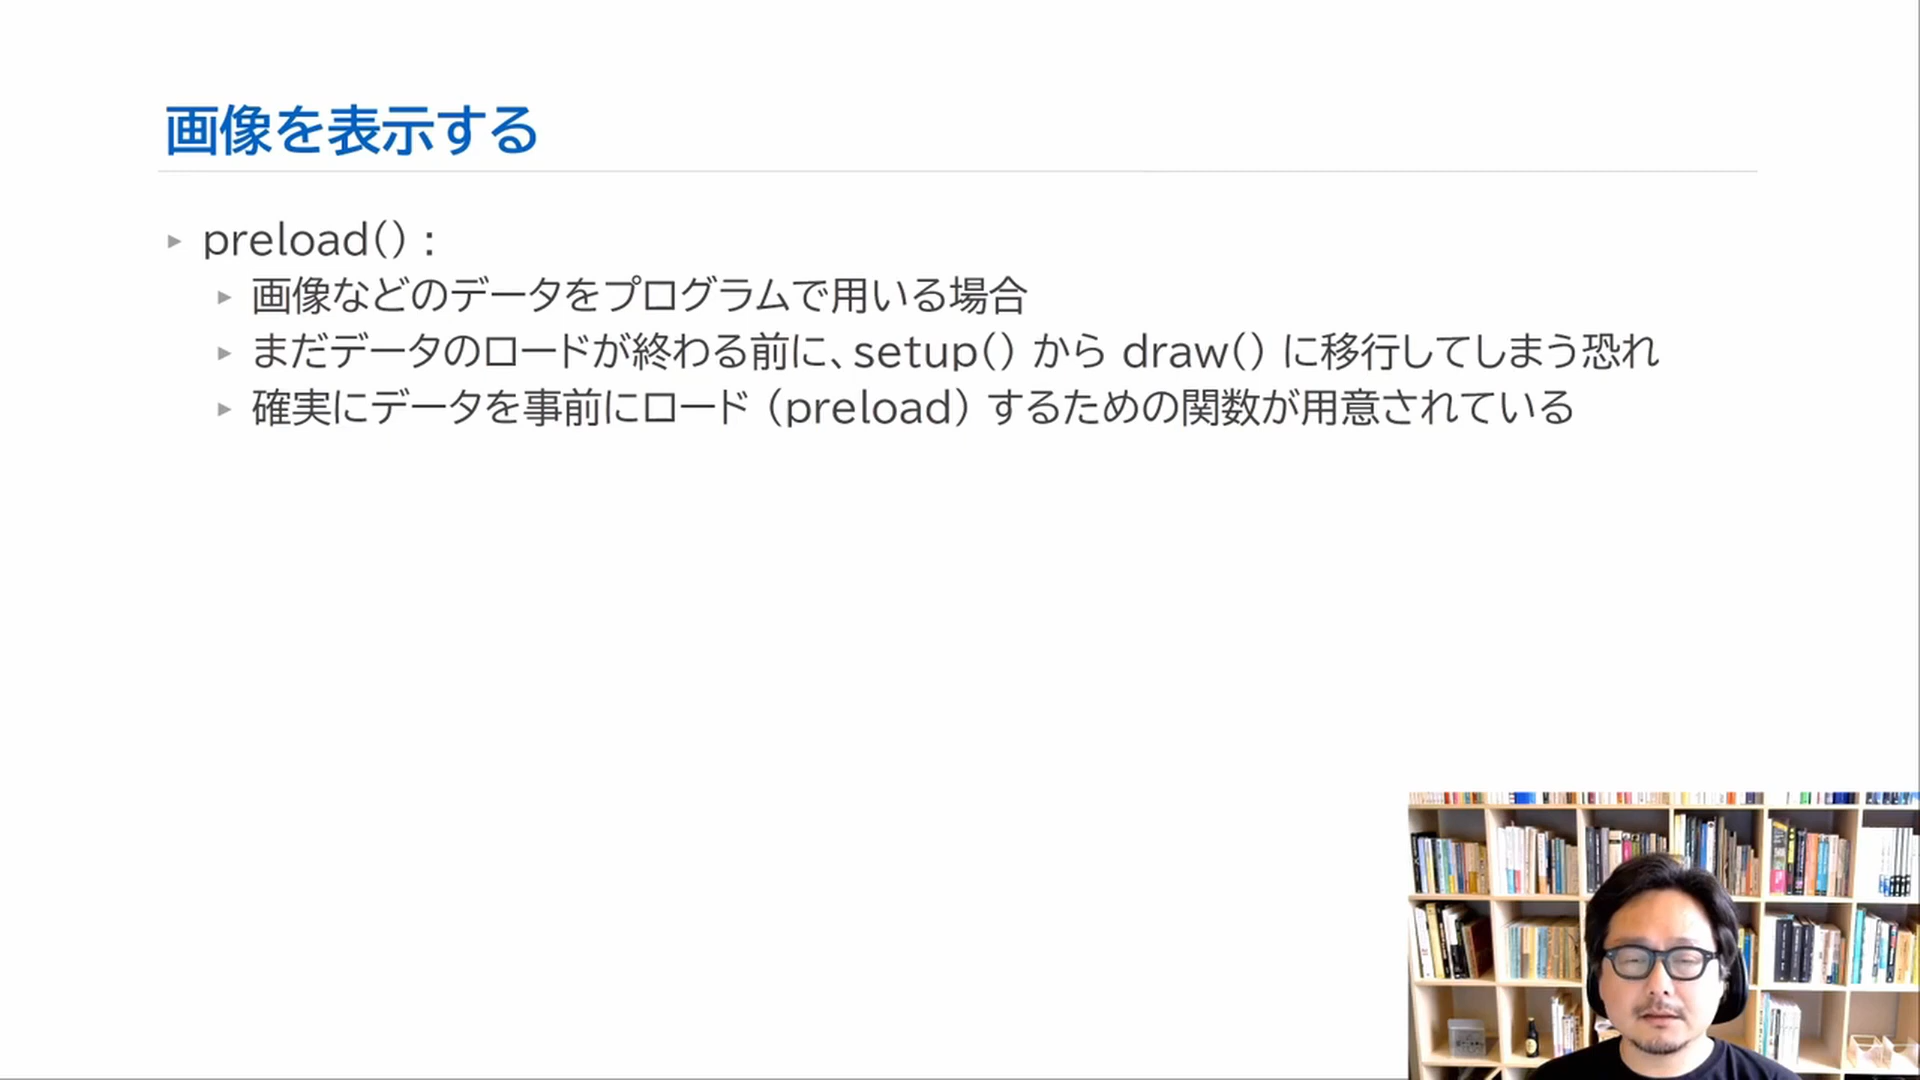 画像を表示する
preload() :
画像などのデータをプログラムで用いる場合
まだデータのロードが終わる前に、setup() から draw() に移行してしまう恐れ
確実にデータを事前にロード (preload) するための関数が用意されている